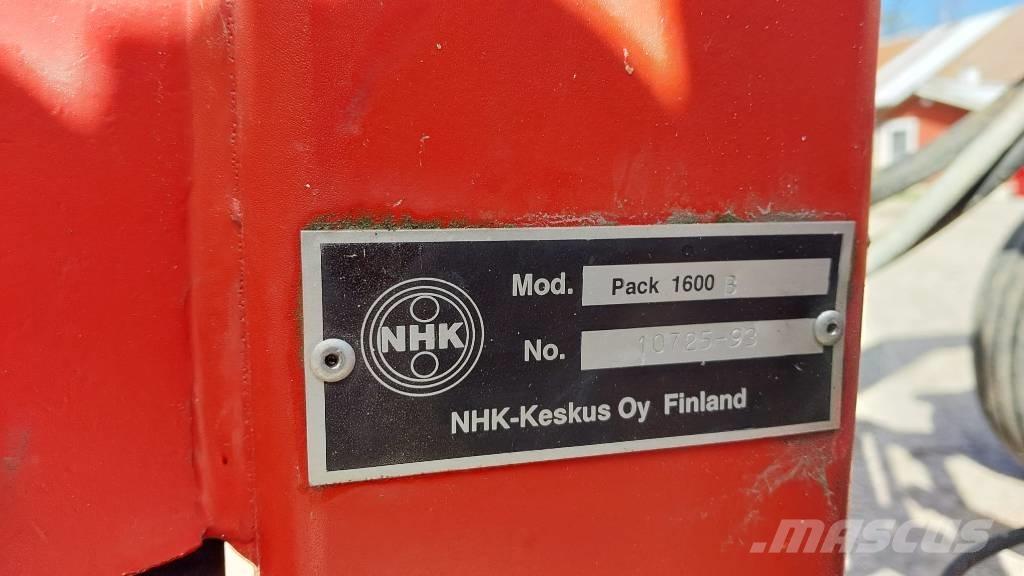 NHK
Mod. Pack 1600 B
No. 10725-93
NHK-Keskus Oy Finland
MASCUS